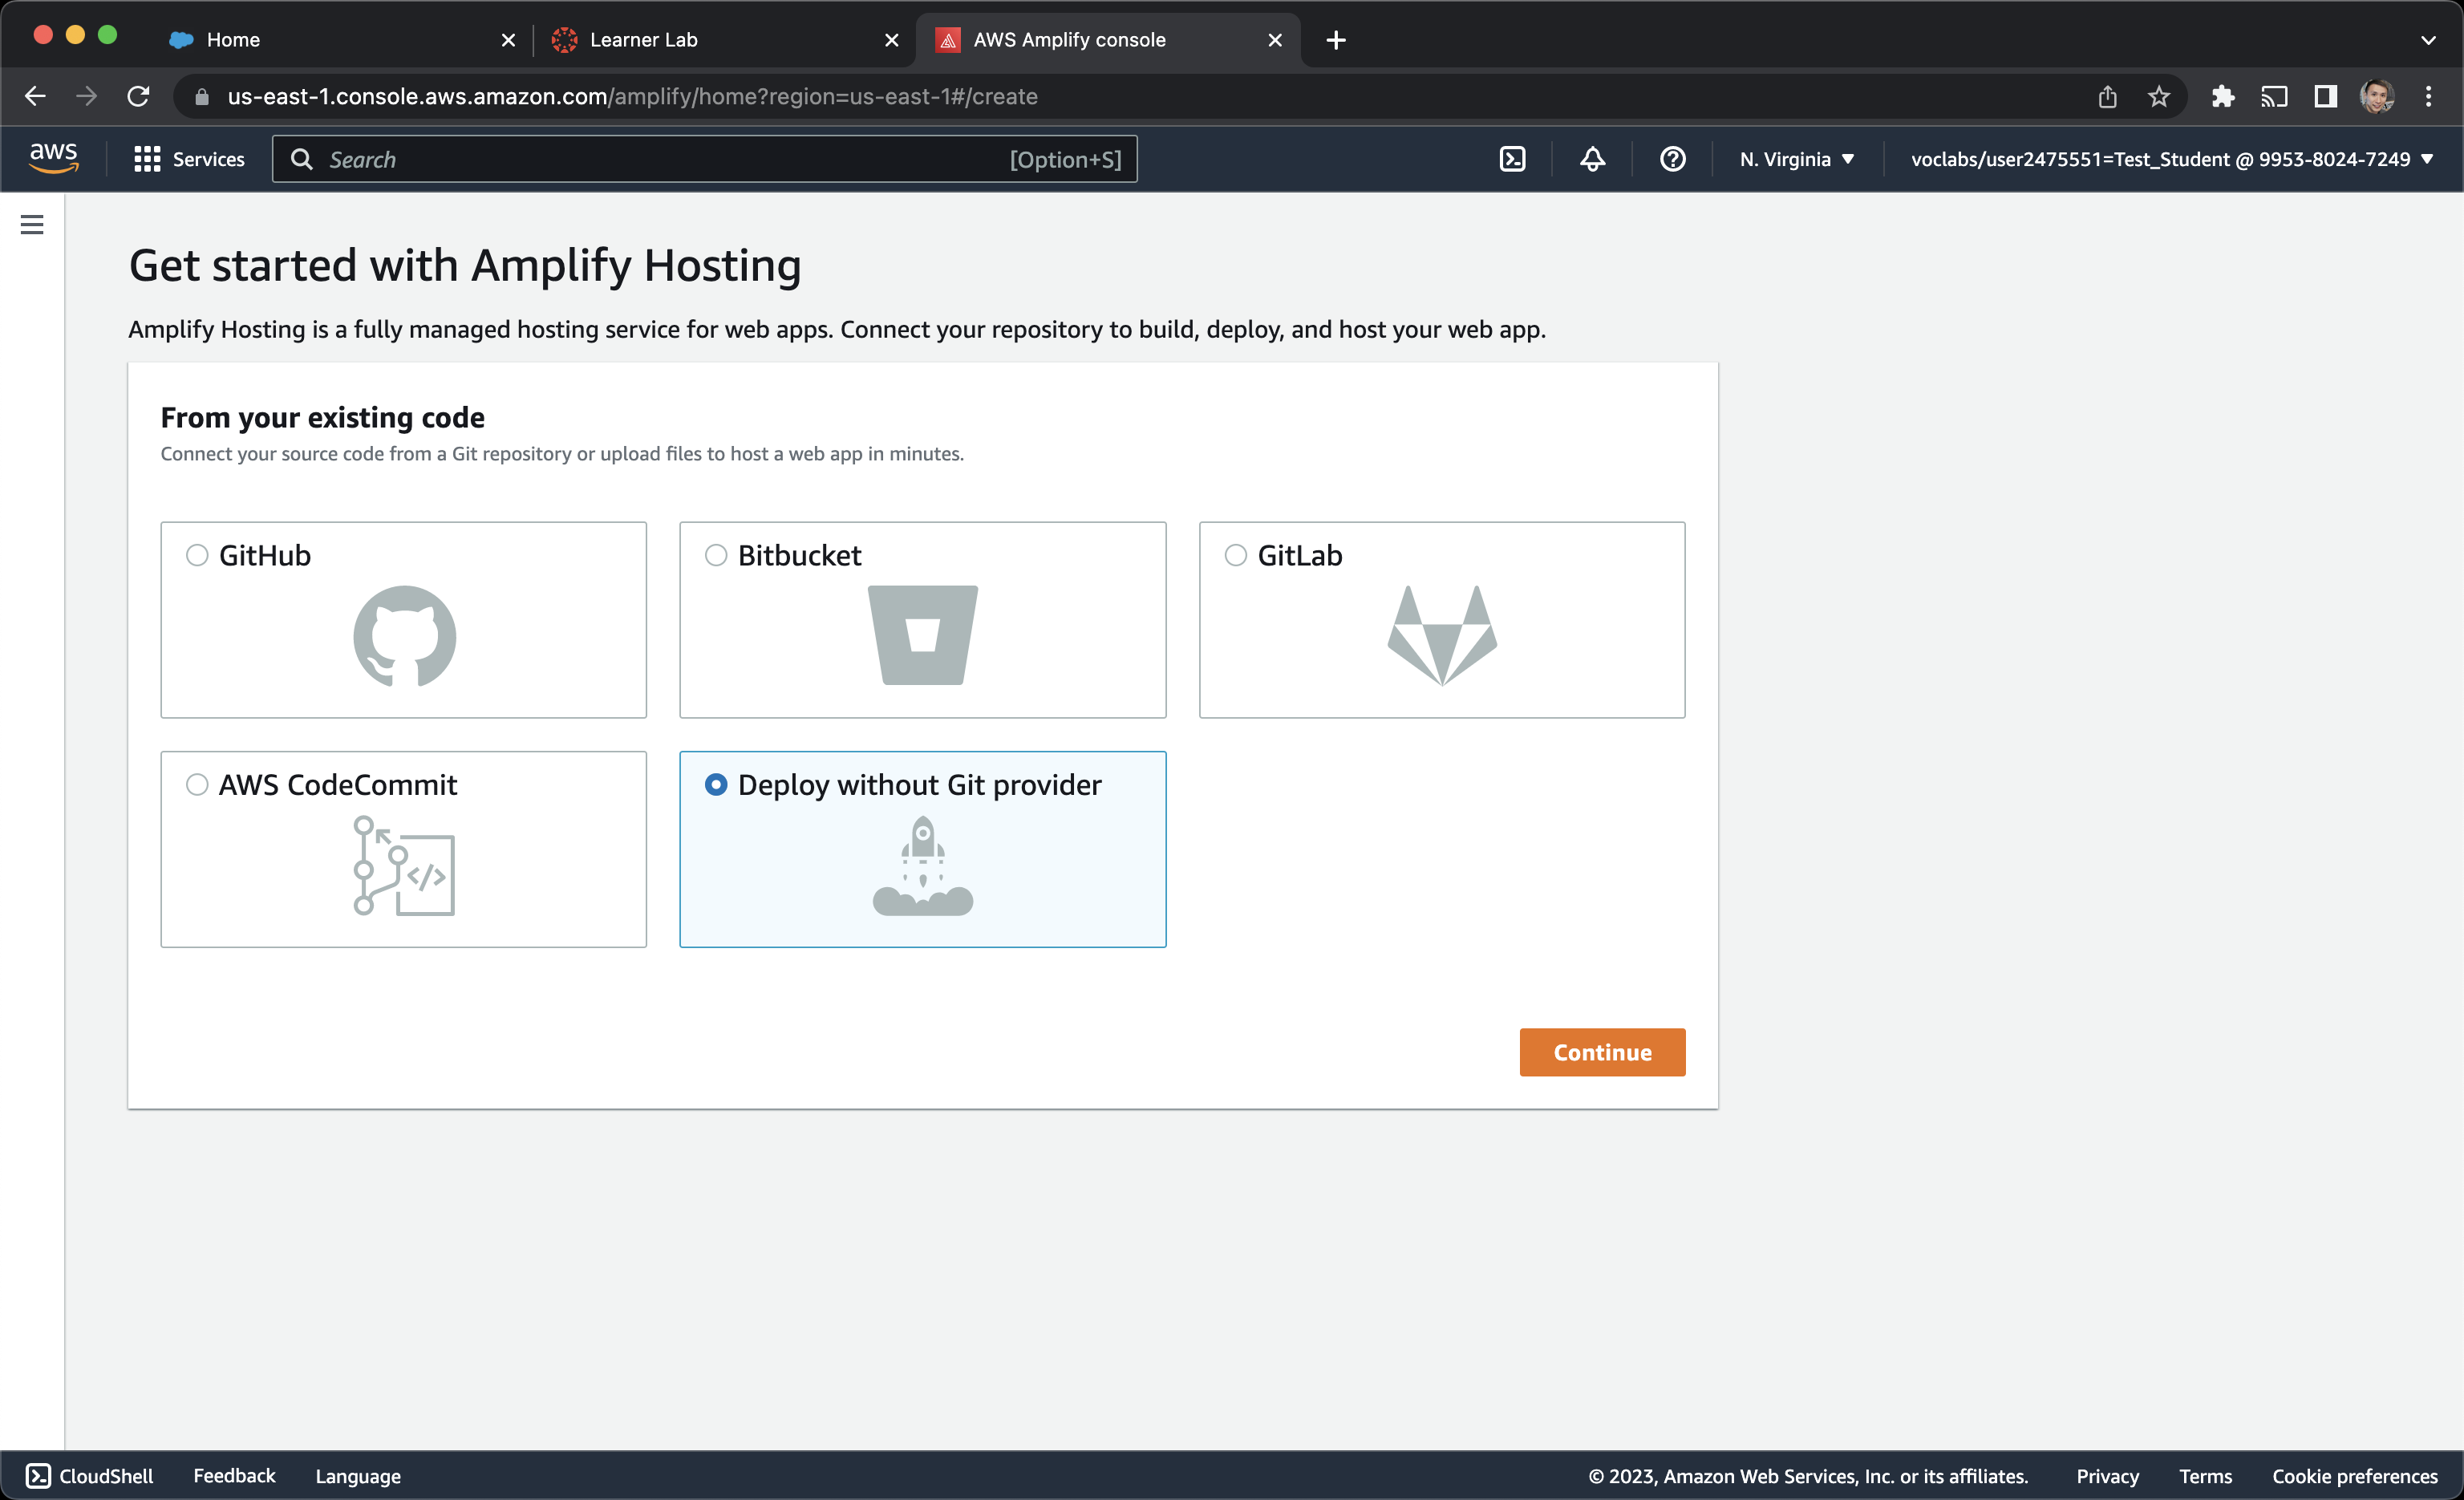 Home
Learner Lab
AWS Amplify console
us-east-1.console.aws.amazon.com/amplify/home?region=us-east-1#/create
aws
Services
Search
[Option+S]
N. Virginia
voclabs/user2475551=Test_Student @ 9953-8024-7249
Get started with Amplify Hosting
Amplify Hosting is a fully managed hosting service for web apps. Connect your repository to build, deploy, and host your web app.
From your existing code
Connect your source code from a Git repository or upload files to host a web app in minutes.
GitHub
Bitbucket
GitLab
AWS CodeCommit
Deploy without Git provider
Continue
CloudShell
Feedback
Language
© 2023, Amazon Web Services, Inc. or its affiliates.
Privacy
Terms
Cookie preferences